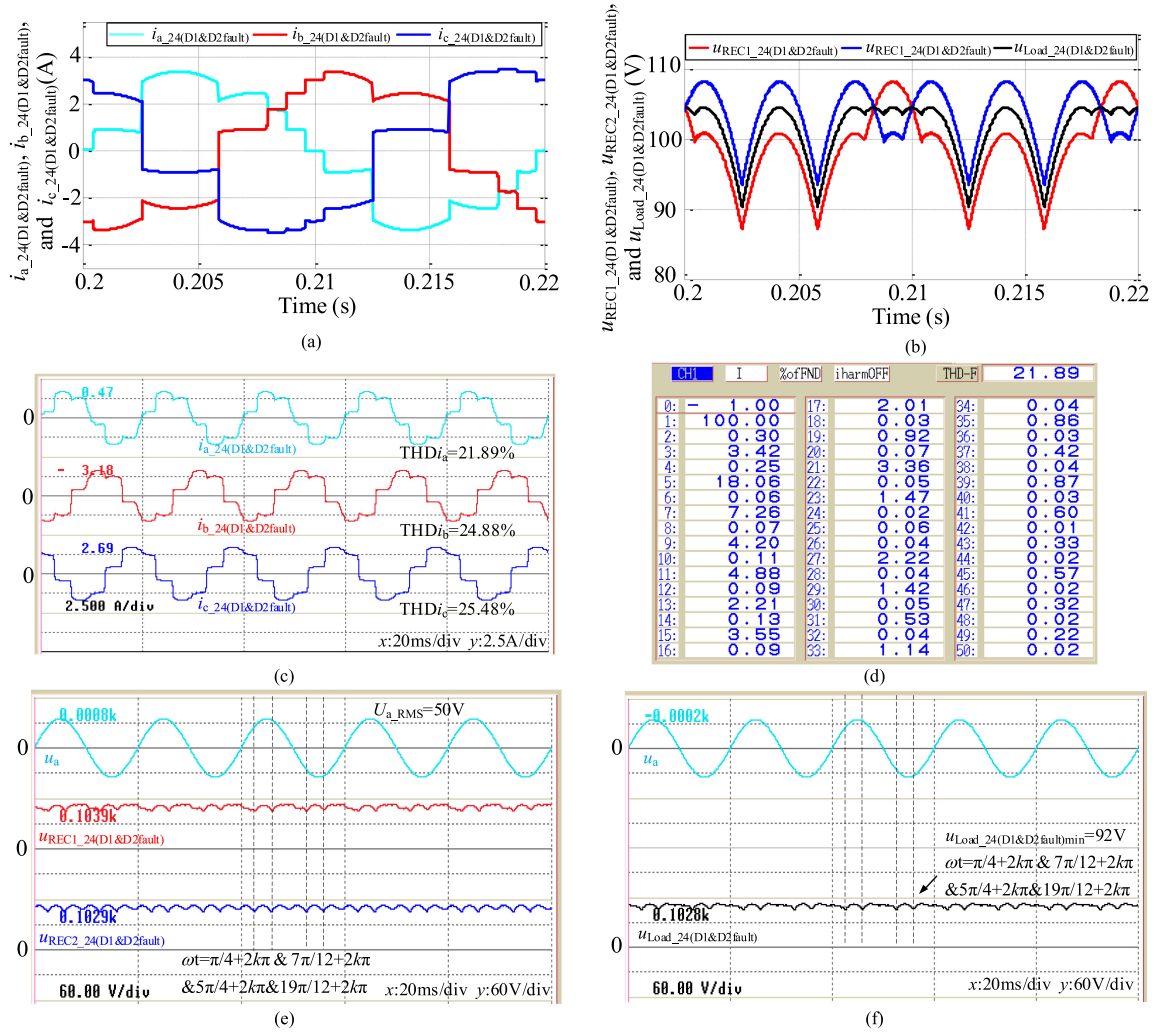 i_a_24(D1&D2fault), i_b_24(D1&D2fault),
and i_c_24(D1&D2fault)(A)
i_a_24(D1&D2fault) i_b_24(D1&D2fault) i_c_24(D1&D2fault)
4
2
0
-2
-4
0.2 0.205 0.21 0.215 0.22
Time (s)
(a)
u_REC1_24(D1&D2fault), u_REC2_24(D1&D2fault),
and u_Load_24(D1&D2fault) (V)
u_REC1_24(D1&D2fault) u_REC1_24(D1&D2fault) u_Load_24(D1&D2fault)
110
100
90
80
0.2 0.205 0.21 0.215 0.22
Time (s)
(b)
0.47
0
i_a_24(D1&D2fault)
THDi_a=21.89%
- 3.18
0
i_b_24(D1&D2fault)
THDi_b=24.88%
2.69
0
i_c_24(D1&D2fault)
2.500 A/div
THDi_c=25.48%
x:20ms/div y:2.5A/div
(c)
CH1 I %ofFND iharmOFF THD-F 21.89
0: - 1.00 17: 2.01 34: 0.04
1: 100.00 18: 0.03 35: 0.86
2: 0.30 19: 0.92 36: 0.03
3: 3.42 20: 0.07 37: 0.42
4: 0.25 21: 3.36 38: 0.04
5: 18.06 22: 0.05 39: 0.87
6: 0.06 23: 1.47 40: 0.03
7: 7.26 24: 0.02 41: 0.60
8: 0.07 25: 0.06 42: 0.01
9: 4.20 26: 0.04 43: 0.33
10: 0.11 27: 2.22 44: 0.02
11: 4.88 28: 0.04 45: 0.57
12: 0.09 29: 1.42 46: 0.02
13: 2.21 30: 0.05 47: 0.32
14: 0.13 31: 0.53 48: 0.02
15: 3.55 32: 0.04 49: 0.22
16: 0.09 33: 1.14 50: 0.02
(d)
0.0008k
U_a_RMS=50V
0
u_a
0.1039k
u_REC1_24(D1&D2fault)
0
0.1029k
u_REC2_24(D1&D2fault)
0
ωt=π/4+2kπ & 7π/12+2kπ
&5π/4+2kπ&19π/12+2kπ
60.00 V/div
x:20ms/div y:60V/div
(e)
-0.0002k
0
u_a
u_Load_24(D1&D2fault)min=92V
ωt=π/4+2kπ & 7π/12+2kπ
&5π/4+2kπ&19π/12+2kπ
0.1028k
u_Load_24(D1&D2fault)
0
60.00 V/div
x:20ms/div y:60V/div
(f)